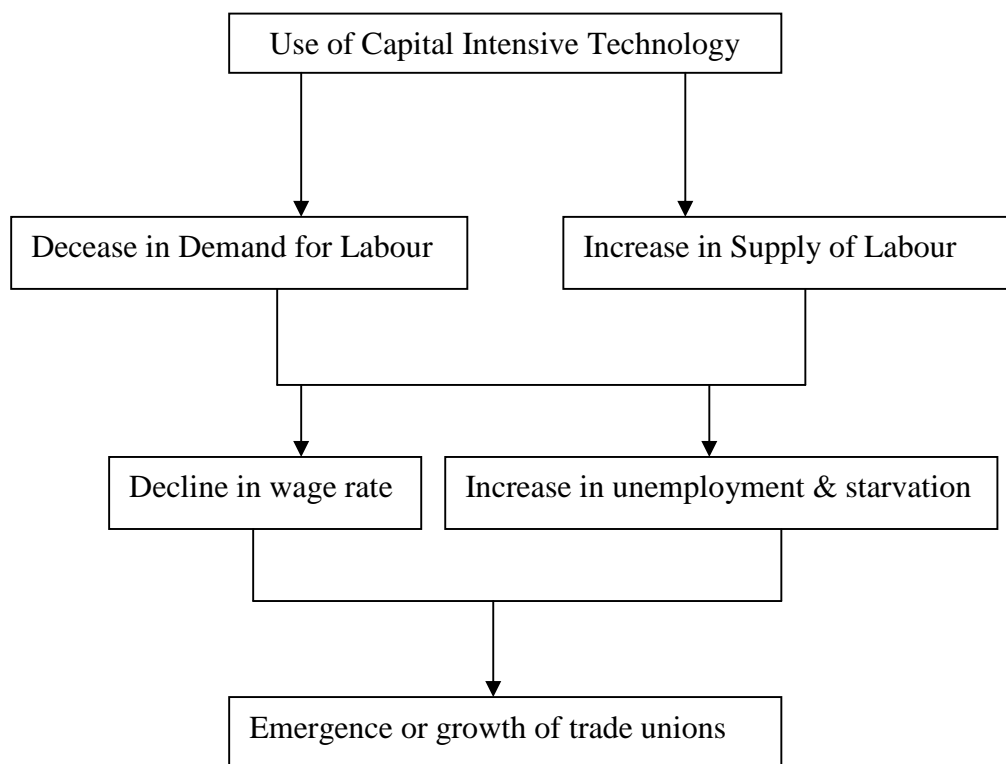 Use of Capital Intensive Technology
Decease in Demand for Labour
Increase in Supply of Labour
Decline in wage rate
Increase in unemployment & starvation
Emergence or growth of trade unions